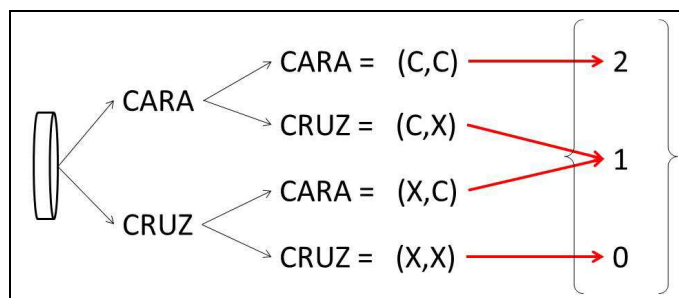 CARA = (C,C) 2
CARA
CRUZ = (C,X)
1
CARA = (X,C)
CRUZ
CRUZ = (X,X) 0